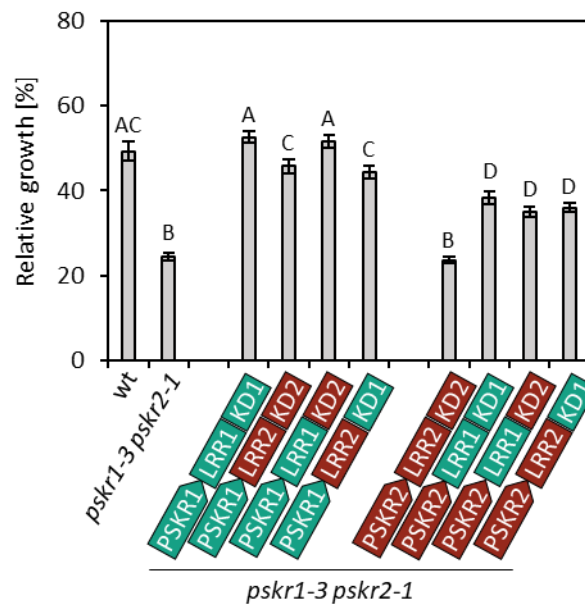 Relative growth [%]
80
60
40
20
0
AC
B
A
C
A
C
B
D
D
D
wt
pskr1-3 pskr2-1
PSKR1 LRR1 KD1
PSKR1 LRR2 KD2
PSKR1 LRR1 KD2
PSKR1 LRR2 KD1
PSKR2 LRR2 KD2
PSKR2 LRR1 KD1
PSKR2 LRR1 KD2
PSKR2 LRR2 KD1
pskr1-3 pskr2-1